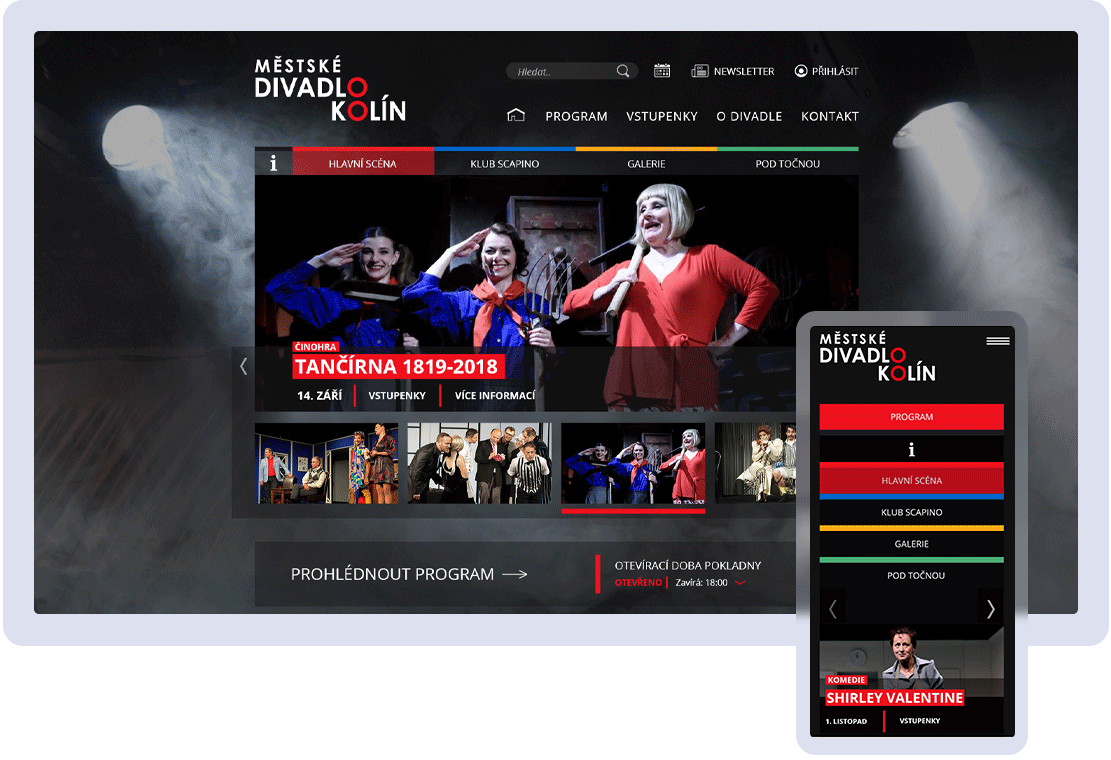 MĚSTSKÉ
DIVADLO
KOLÍN
Hledat..
NEWSLETTER
PŘIHLÁSIT
PROGRAM
VSTUPENKY
O DIVADLE
KONTAKT
i
HLAVNÍ SCÉNA
KLUB SCAPINO
GALERIE
POD TOČNOU
ČINOHRA
TANČÍRNA 1819-2018
14. ZÁŘÍ
VSTUPENKY
VÍCE INFORMACÍ
PROHLÉDNOUT PROGRAM
OTEVÍRACÍ DOBA POKLADNY
OTEVŘENO
Zavírá: 18:00
MĚSTSKÉ
DIVADLO
KOLÍN
PROGRAM
i
HLAVNÍ SCÉNA
KLUB SCAPINO
GALERIE
POD TOČNOU
KOMEDIE
SHIRLEY VALENTINE
1. LISTOPAD
VSTUPENKY